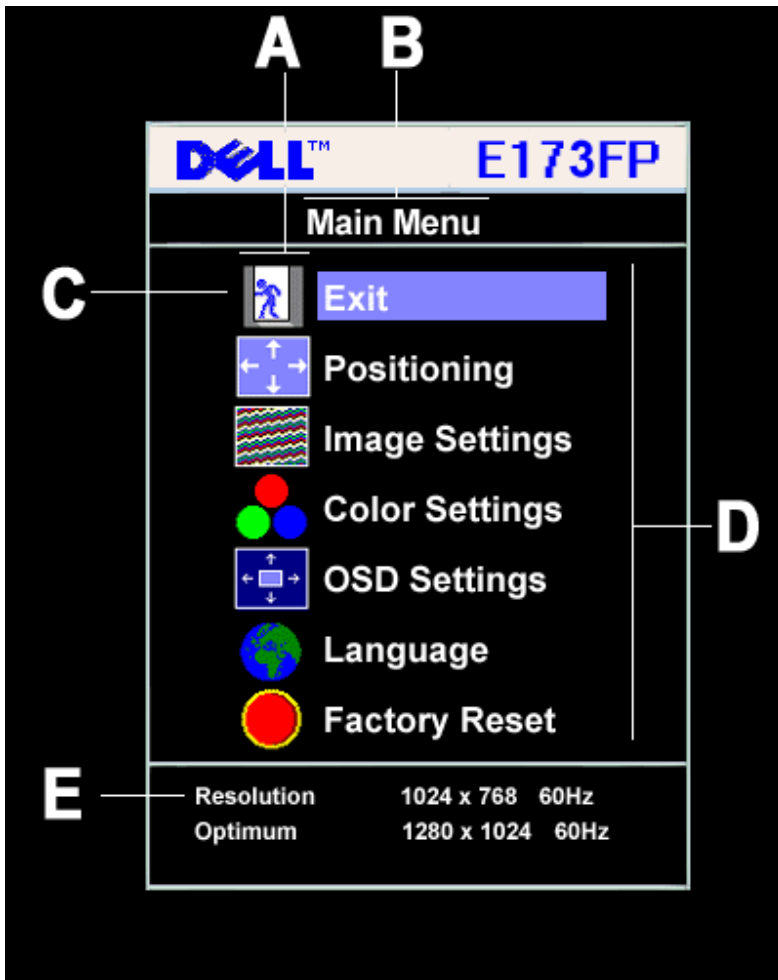 A B
DELL™ E173FP
Main Menu
C Exit
Positioning
Image Settings
Color Settings
D
OSD Settings
Language
Factory Reset
E Resolution 1024 x 768 60Hz
Optimum 1280 x 1024 60Hz